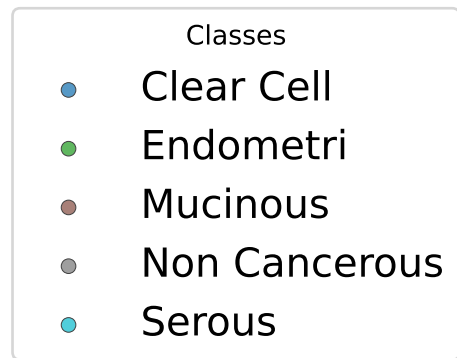 Classes
Clear Cell
Endometri
Mucinous
Non Cancerous
Serous